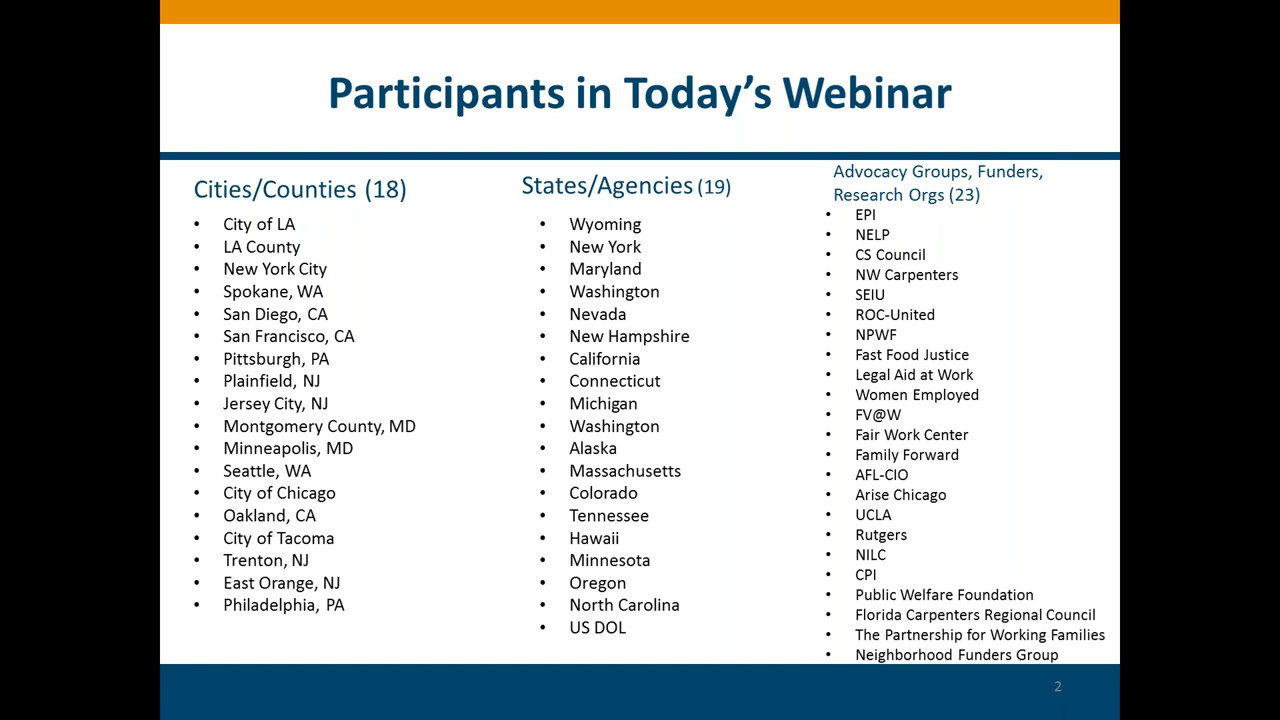 Participants in Today's Webinar
Cities/Counties (18)
• City of LA
• LA County
• New York City
• Spokane, WA
• San Diego, CA
• San Francisco, CA
• Pittsburgh, PA
• Plainfield, NJ
• Jersey City, NJ
• Montgomery County, MD
• Minneapolis, MD
• Seattle, WA
• City of Chicago
• Oakland, CA
• City of Tacoma
• Trenton, NJ
• East Orange, NJ
• Philadelphia, PA
States/Agencies (19)
• Wyoming
• New York
• Maryland
• Washington
• Nevada
• New Hampshire
• California
• Connecticut
• Michigan
• Washington
• Alaska
• Massachusetts
• Colorado
• Tennessee
• Hawaii
• Minnesota
• Oregon
• North Carolina
• US DOL
Advocacy Groups, Funders,
Research Orgs (23)
• EPI
• NELP
• CS Council
• NW Carpenters
• SEIU
• ROC-United
• NPWF
• Fast Food Justice
• Legal Aid at Work
• Women Employed
• FV@W
• Fair Work Center
• Family Forward
• AFL-CIO
• Arise Chicago
• UCLA
• Rutgers
• NILC
• CPI
• Public Welfare Foundation
• Florida Carpenters Regional Council
• The Partnership for Working Families
• Neighborhood Funders Group
2